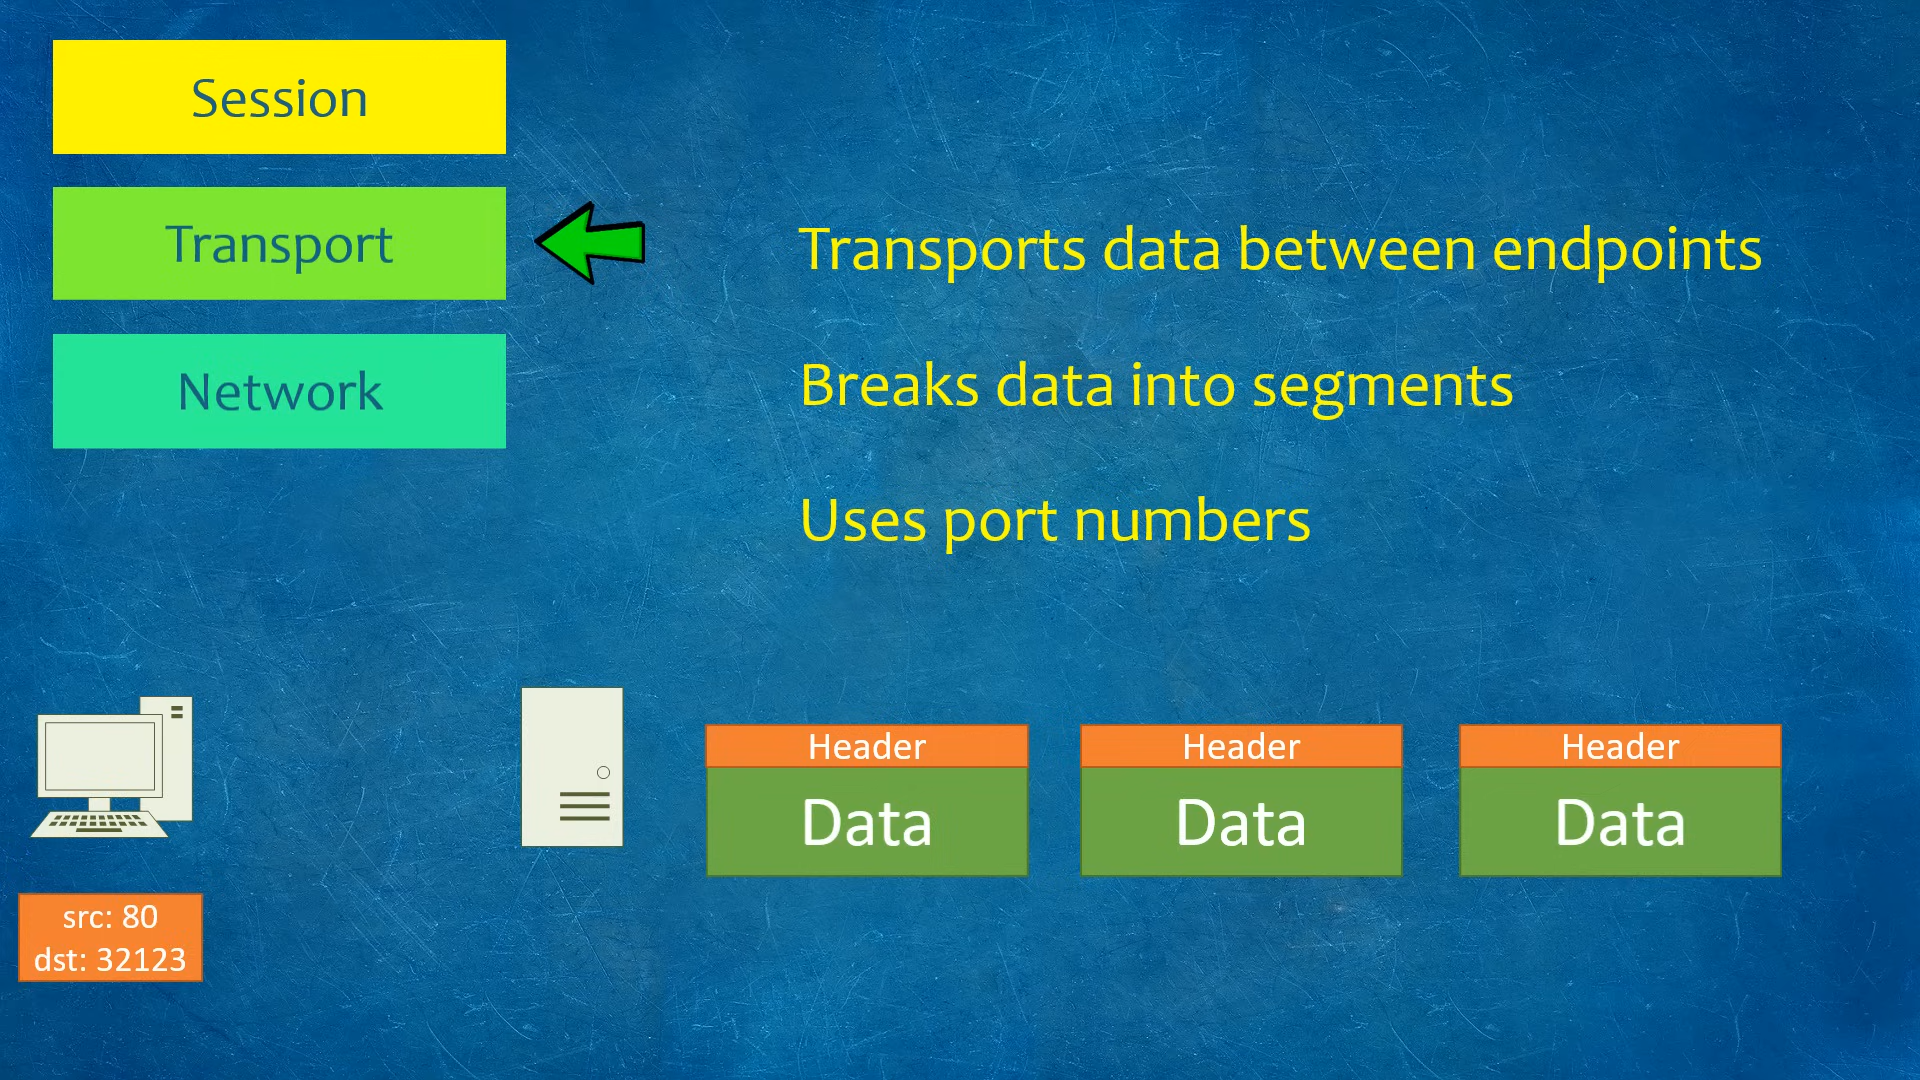 Session
Transport
Network
Transports data between endpoints
Breaks data into segments
Uses port numbers
Header
Data
Header
Data
Header
Data
src: 80
dst: 32123